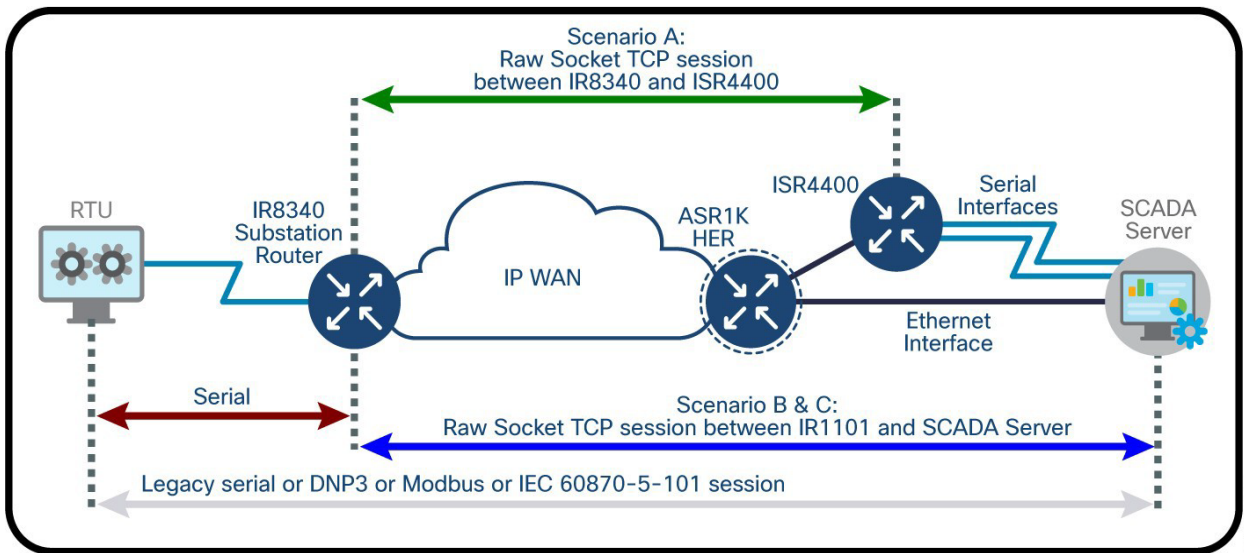 Scenario A:
Raw Socket TCP session
between IR8340 and ISR4400
RTU
IR8340
Substation
Router
IP WAN
ASR1K
HER
ISR4400
Serial
Interfaces
SCADA
Server
Ethernet
Interface
Serial
Scenario B & C:
Raw Socket TCP session between IR1101 and SCADA Server
Legacy serial or DNP3 or Modbus or IEC 60870-5-101 session